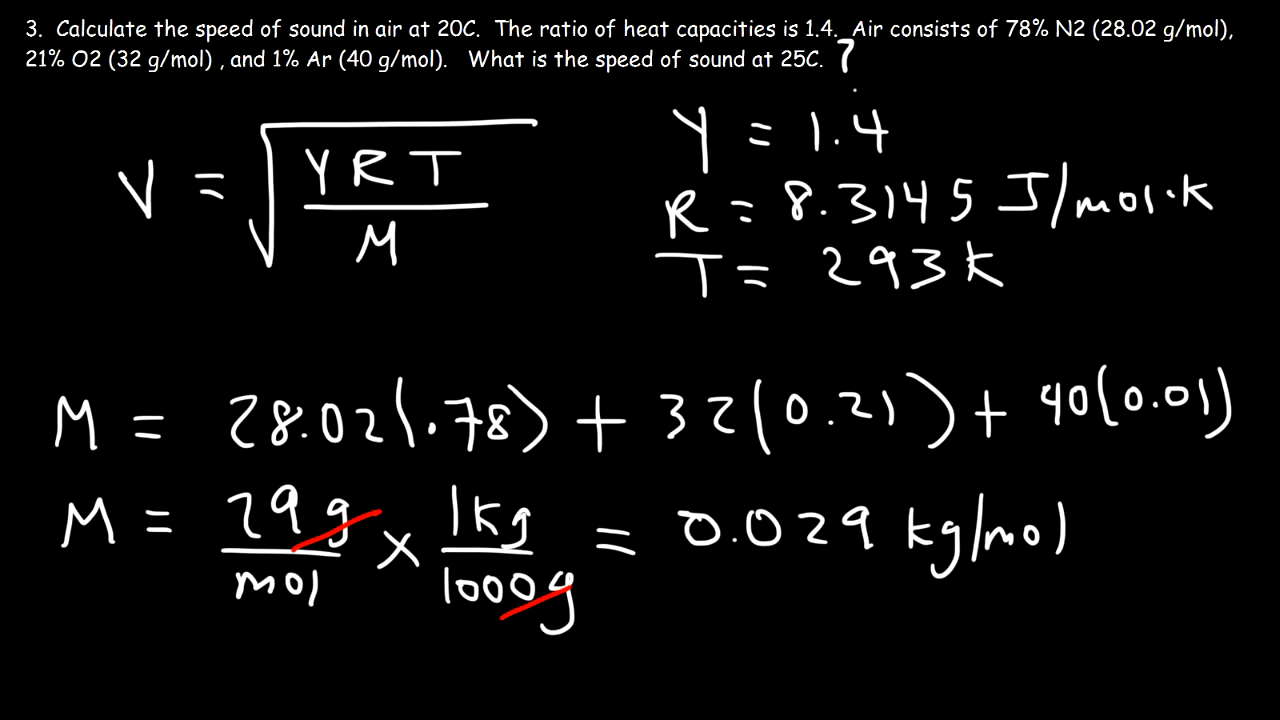 3. Calculate the speed of sound in air at 20C. The ratio of heat capacities is 1.4. Air consists of 78% N2 (28.02 g/mol),
21% O2 (32 g/mol) , and 1% Ar (40 g/mol). What is the speed of sound at 25C. ?
V = √(γRT/M)
γ = 1.4
R = 8.3145 J/mol·K
T = 293K
M = 28.02(.78) + 32(0.21) + 40(0.01)
M = 29g/mol × 1kg/1000g = 0.029 kg/mol